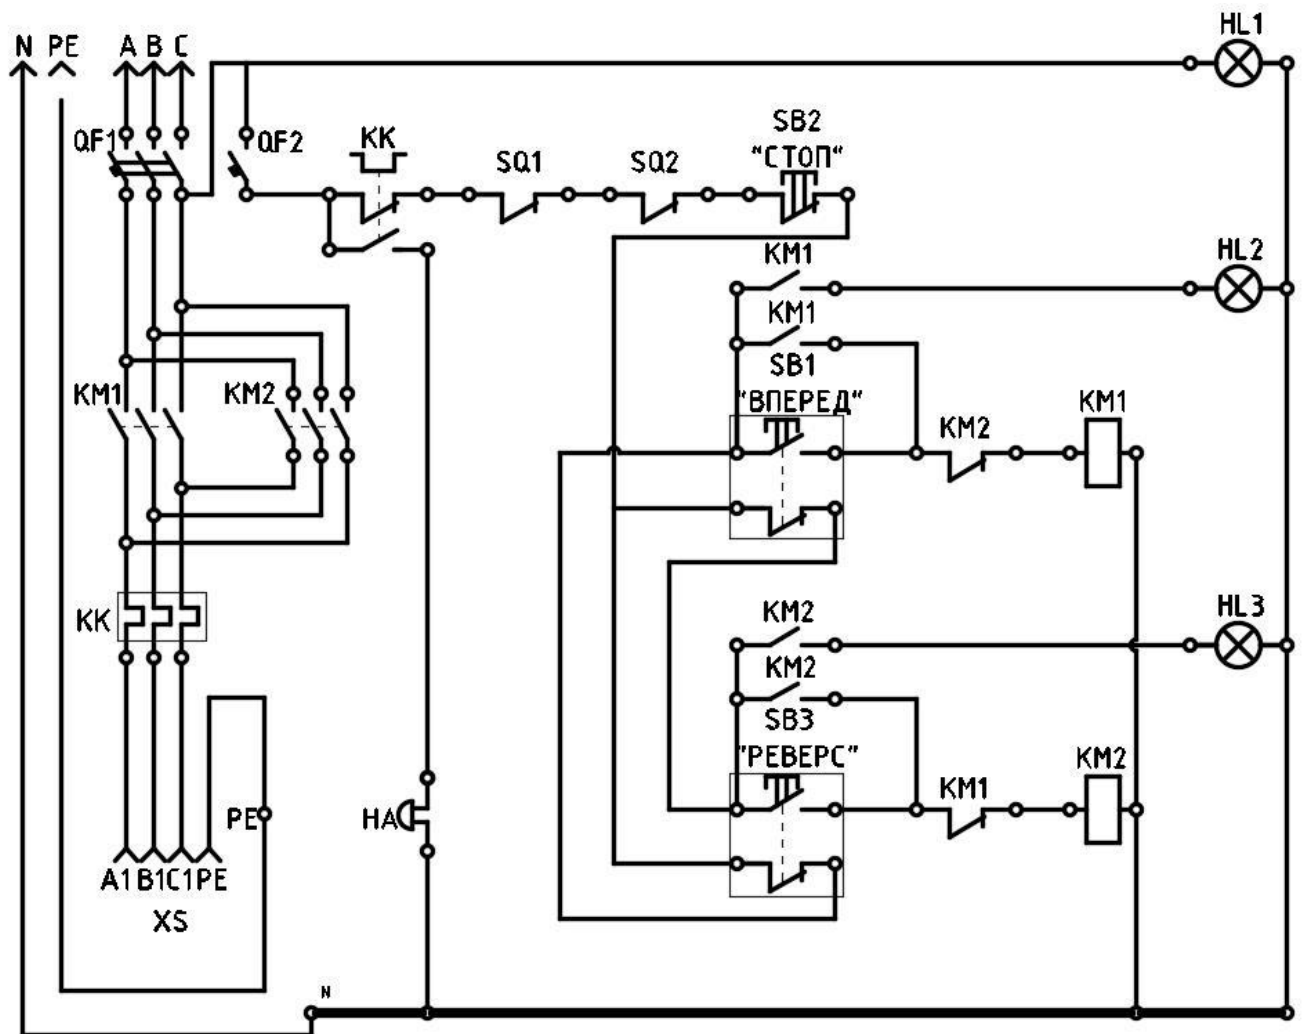 HL1
N PE A B C
QF1
QF2
KK
SQ1
SQ2
SB2
"СТОП"
KM1
HL2
KM1
SB1
"ВПЕРЕД"
KM1
KM2
KM2
KM1
KK
KM2
HL3
KM2
SB3
"РЕВЕРС"
KM1
KM2
PE
HA
A1 B1 C1 PE
XS
N